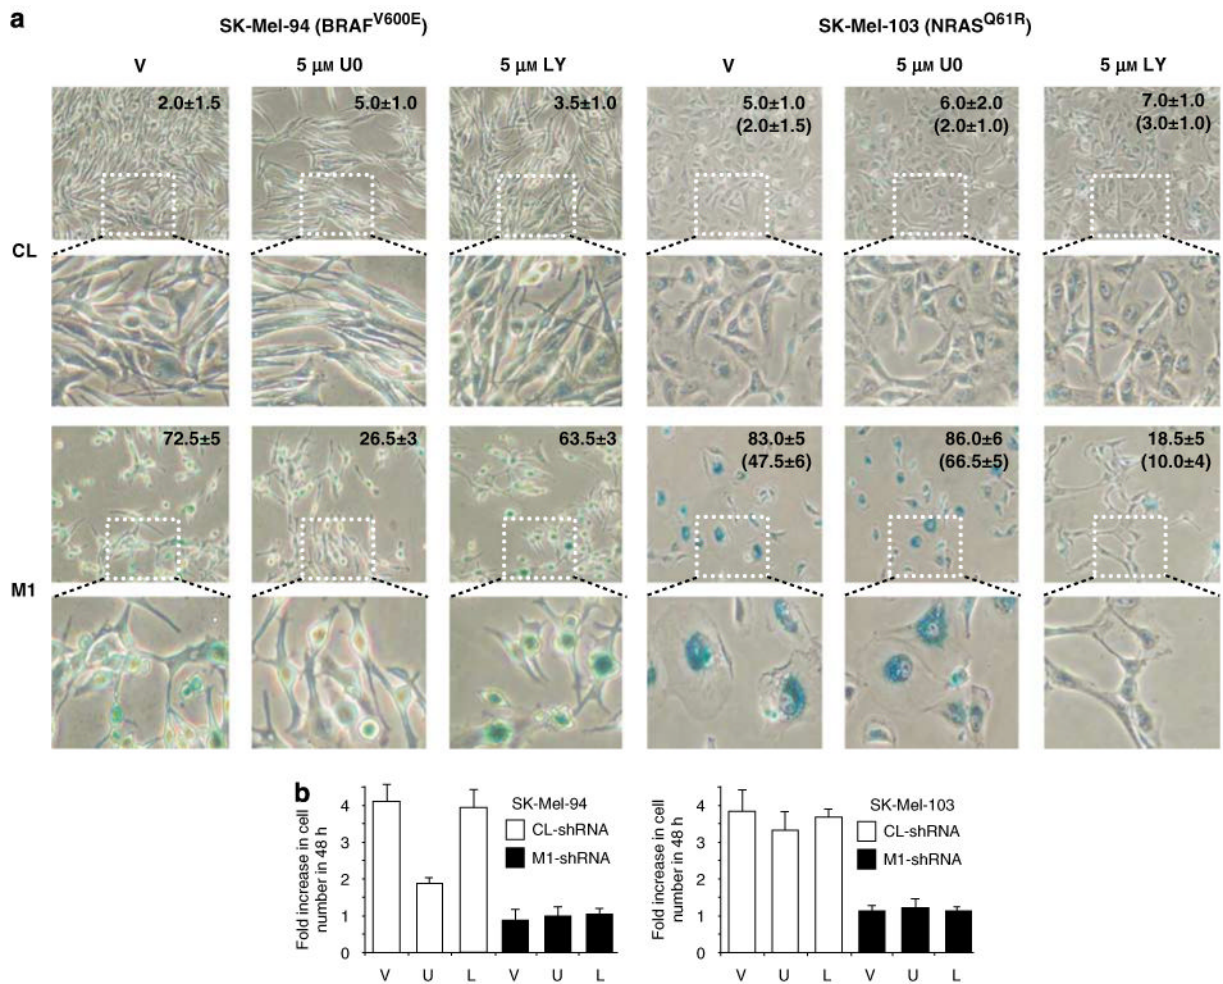 a
SK-Mel-94 (BRAFV600E)
SK-Mel-103 (NRASQ61R)
V
5 μM U0
5 μM LY
V
5 μM U0
5 μM LY
CL
2.0±1.5
5.0±1.0
3.5±1.0
5.0±1.0
(2.0±1.5)
6.0±2.0
(2.0±1.0)
7.0±1.0
(3.0±1.0)
M1
72.5±5
26.5±3
63.5±3
83.0±5
(47.5±6)
86.0±6
(66.5±5)
18.5±5
(10.0±4)
b
Fold increase in cell
number in 48 h
4
3
2
1
0
SK-Mel-94
CL-shRNA
M1-shRNA
V U L V U L
Fold increase in cell
number in 48 h
4
3
2
1
0
SK-Mel-103
CL-shRNA
M1-shRNA
V U L V U L